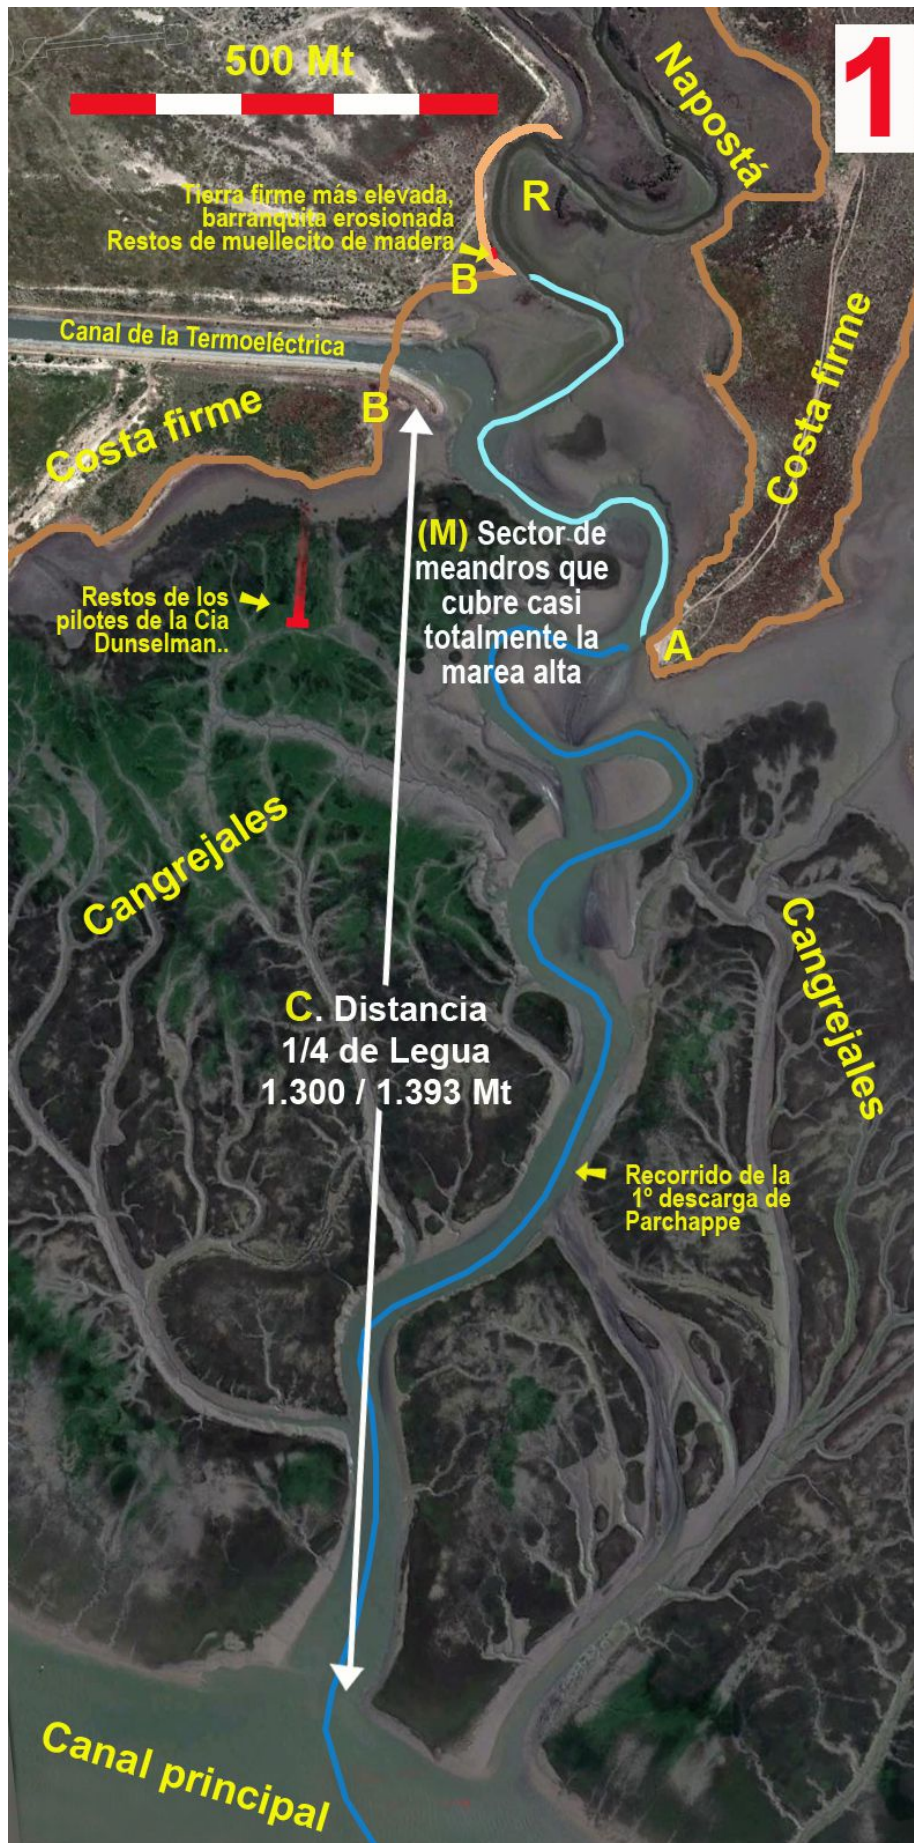 1
500 Mt
Napostá
Tierra firme más elevada,
barranquita erosionada
Restos de muellecito de madera
R
B
Canal de la Termoeléctrica
B
Costa firme
Costa firme
(M) Sector de
meandros que
cubre casi
totalmente la
marea alta
Restos de los
pilotes de la Cia
Dunselman..
A
Cangrejales
Cangrejales
C. Distancia
1/4 de Legua
1.300 / 1.393 Mt
Recorrido de la
1º descarga de
Parchappe
Canal principal